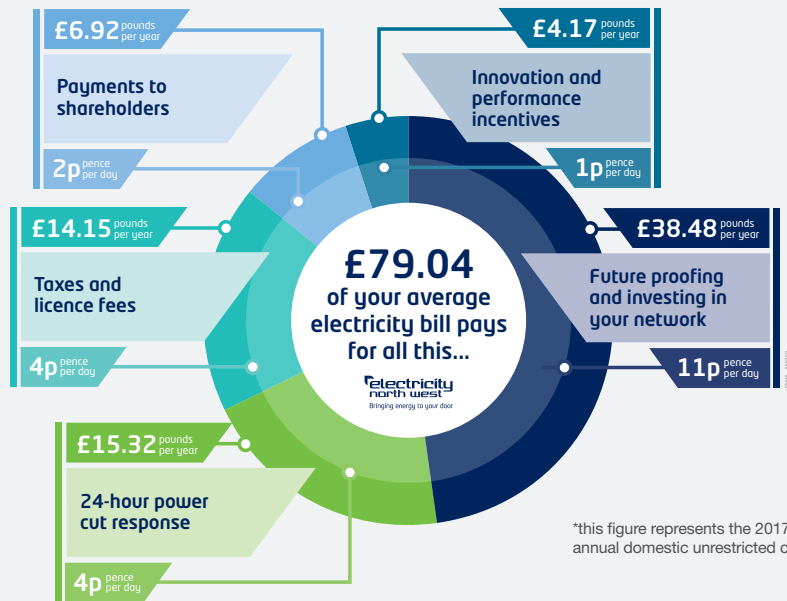 £6.92 pounds per year
Payments to
shareholders
2p pence per day
£4.17 pounds per year
Innovation and
performance
incentives
1p pence per day
£14.15 pounds per year
Taxes and
licence fees
4p pence per day
£38.48 pounds per year
Future proofing
and investing in
your network
11p pence per day
£79.04
of your average
electricity bill pays
for all this...
electricity
north west
Bringing energy to your door
£15.32 pounds per year
24-hour power
cut response
4p pence per day
*this figure represents the 2017
annual domestic unrestricted